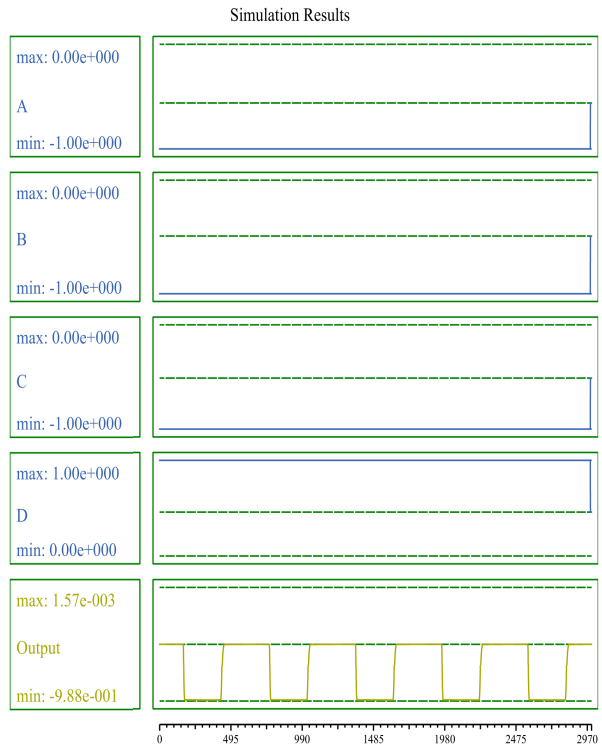 Simulation Results
max: 0.00e+000
A
min: -1.00e+000
max: 0.00e+000
B
min: -1.00e+000
max: 0.00e+000
C
min: -1.00e+000
max: 1.00e+000
D
min: 0.00e+000
max: 1.57e-003
Output
min: -9.88e-001
0 495 990 1485 1980 2475 2970